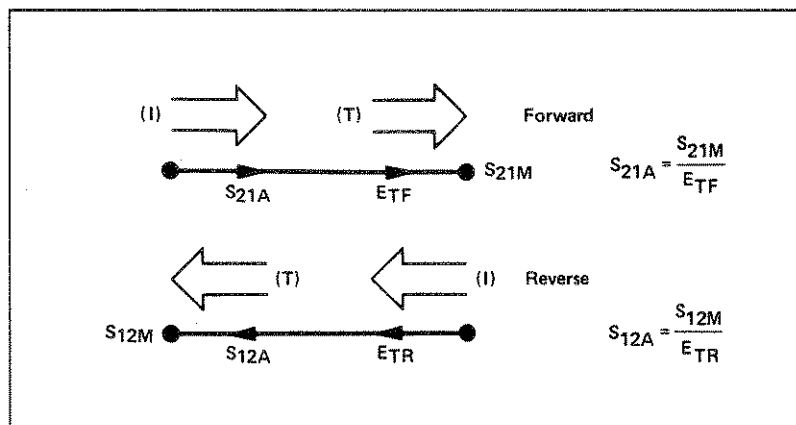 (I) (T) Forward
S21A ETF S21M S21A = S21M / ETF
(T) (I) Reverse
S12M S12A ETR S12A = S12M / ETR